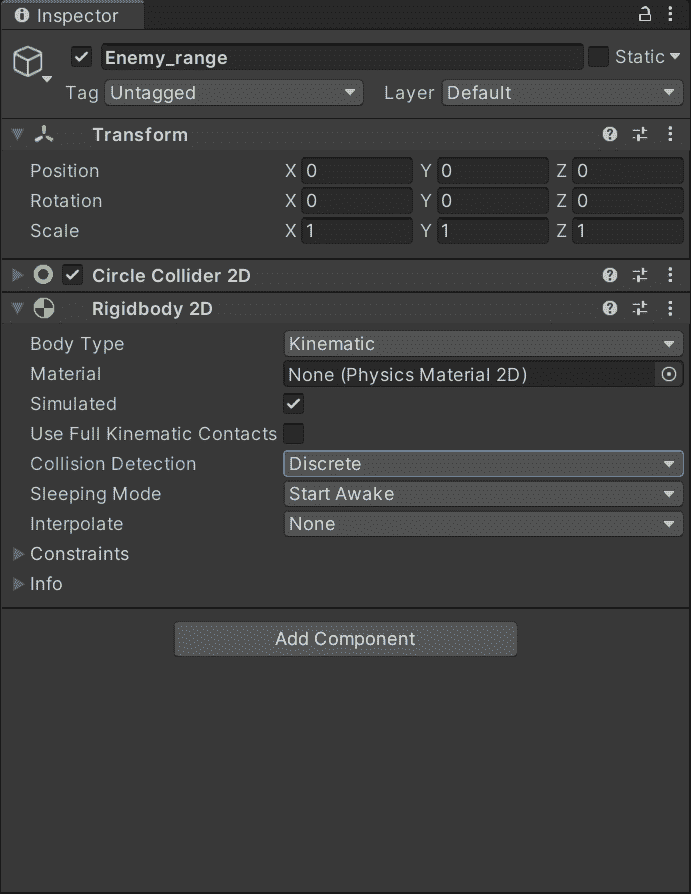 Inspector
Enemy_range Static
Tag Untagged Layer Default
Transform
Position X 0 Y 0 Z 0
Rotation X 0 Y 0 Z 0
Scale X 1 Y 1 Z 1
Circle Collider 2D
Rigidbody 2D
Body Type Kinematic
Material None (Physics Material 2D)
Simulated
Use Full Kinematic Contacts
Collision Detection Discrete
Sleeping Mode Start Awake
Interpolate None
Constraints
Info
Add Component